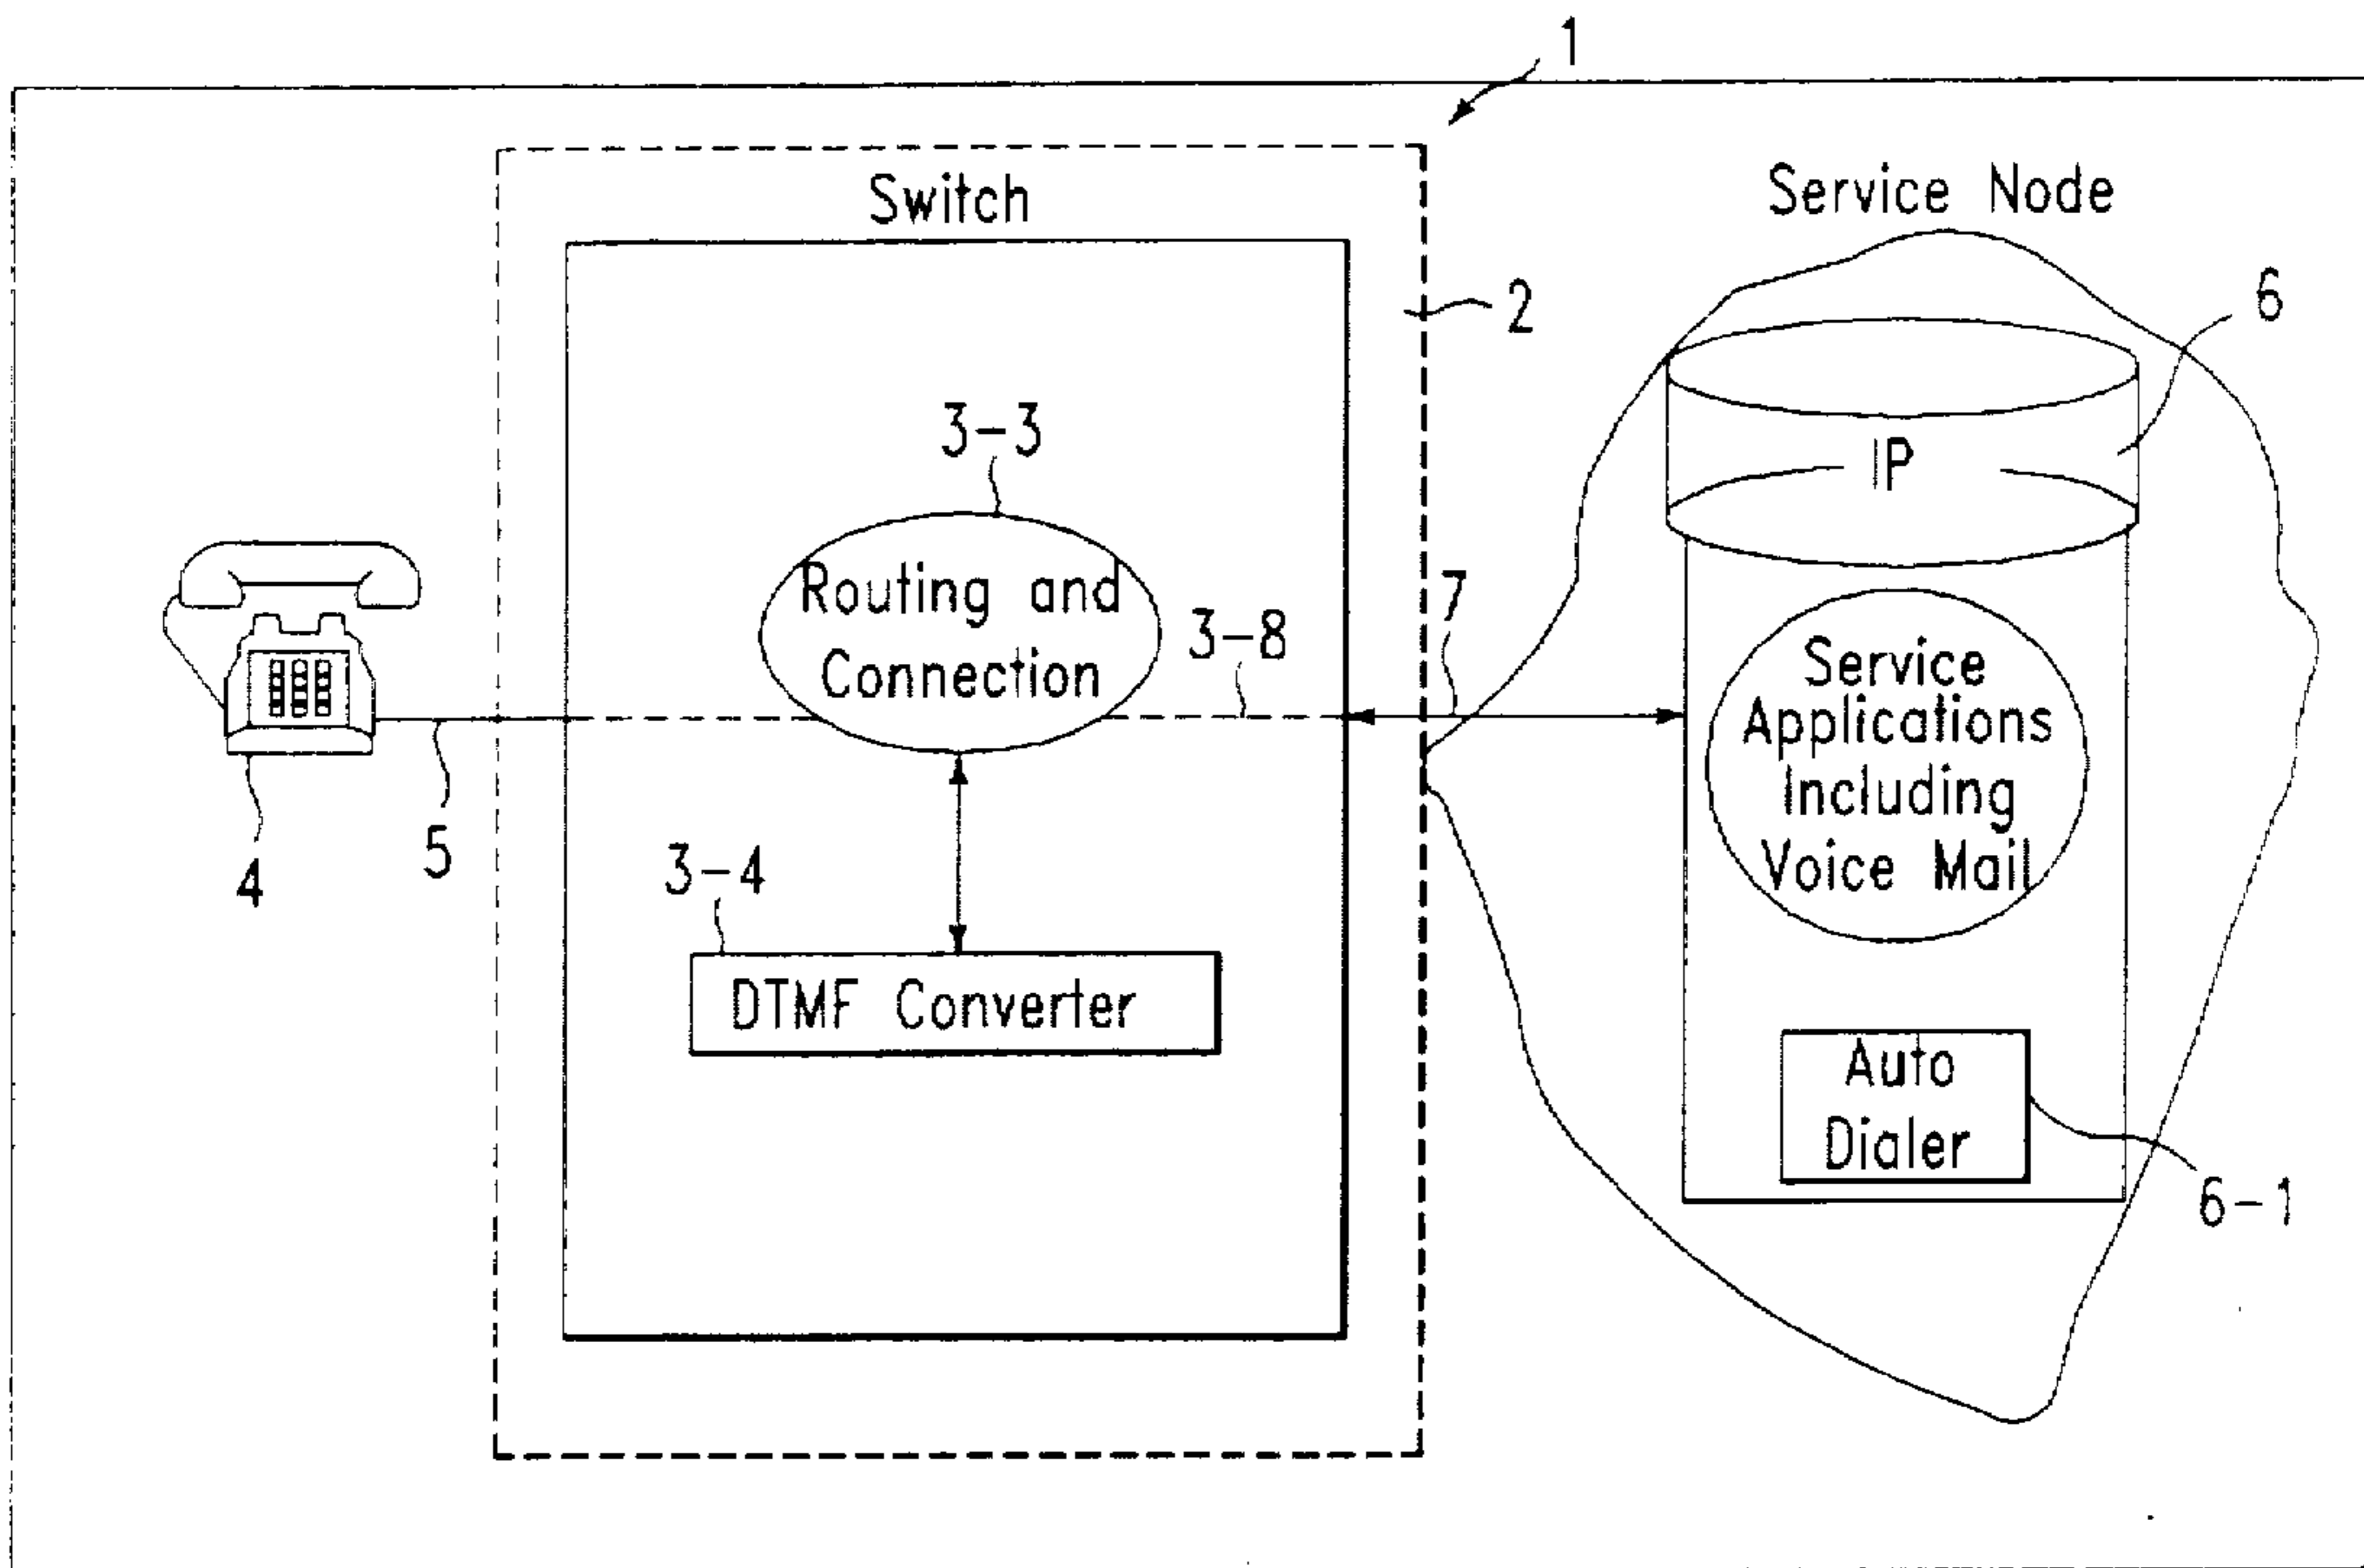 1
Switch
Service Node
2
6
3-3
IP
Routing and
Connection
3-8
7
Service
Applications
Including
Voice Mail
5
4
3-4
DTMF Converter
Auto
Dialer
6-1